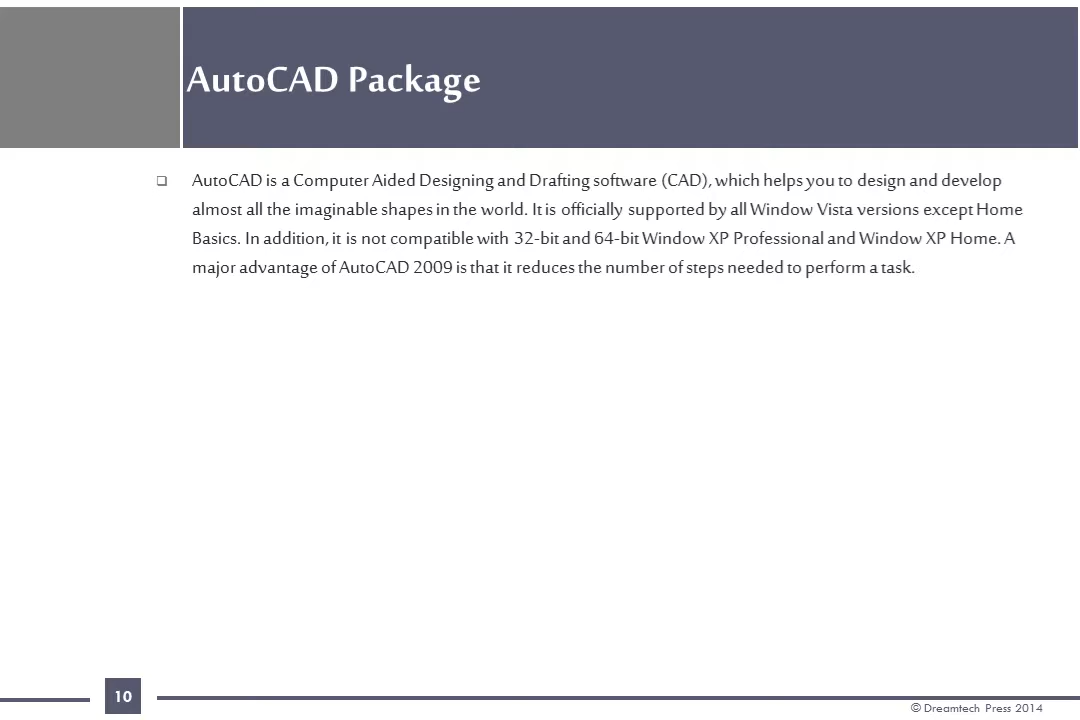 AutoCAD Package
❑ AutoCAD is a Computer Aided Designing and Drafting software (CAD), which helps you to design and develop
almost all the imaginable shapes in the world. It is officially supported by all Window Vista versions except Home
Basics. In addition, it is not compatible with 32-bit and 64-bit Window XP Professional and Window XP Home. A
major advantage of AutoCAD 2009 is that it reduces the number of steps needed to perform a task.
10
© Dreamtech Press 2014